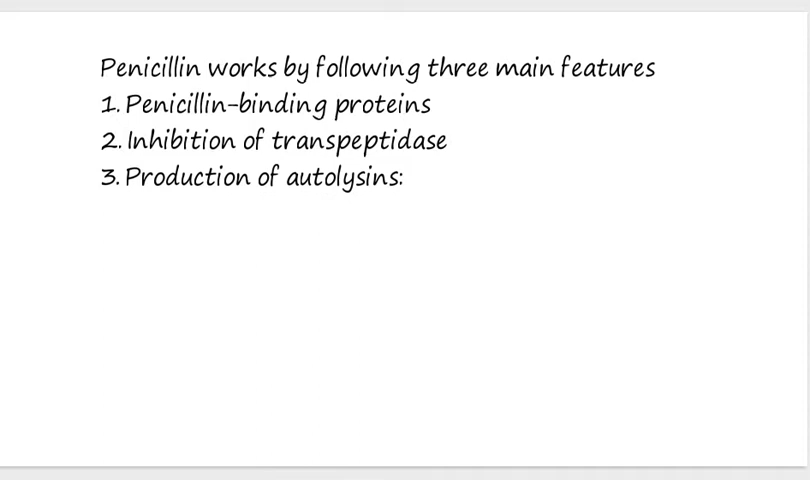 Penicillin works by following three main features
1. Penicillin-binding proteins
2. Inhibition of transpeptidase
3. Production of autolysins: